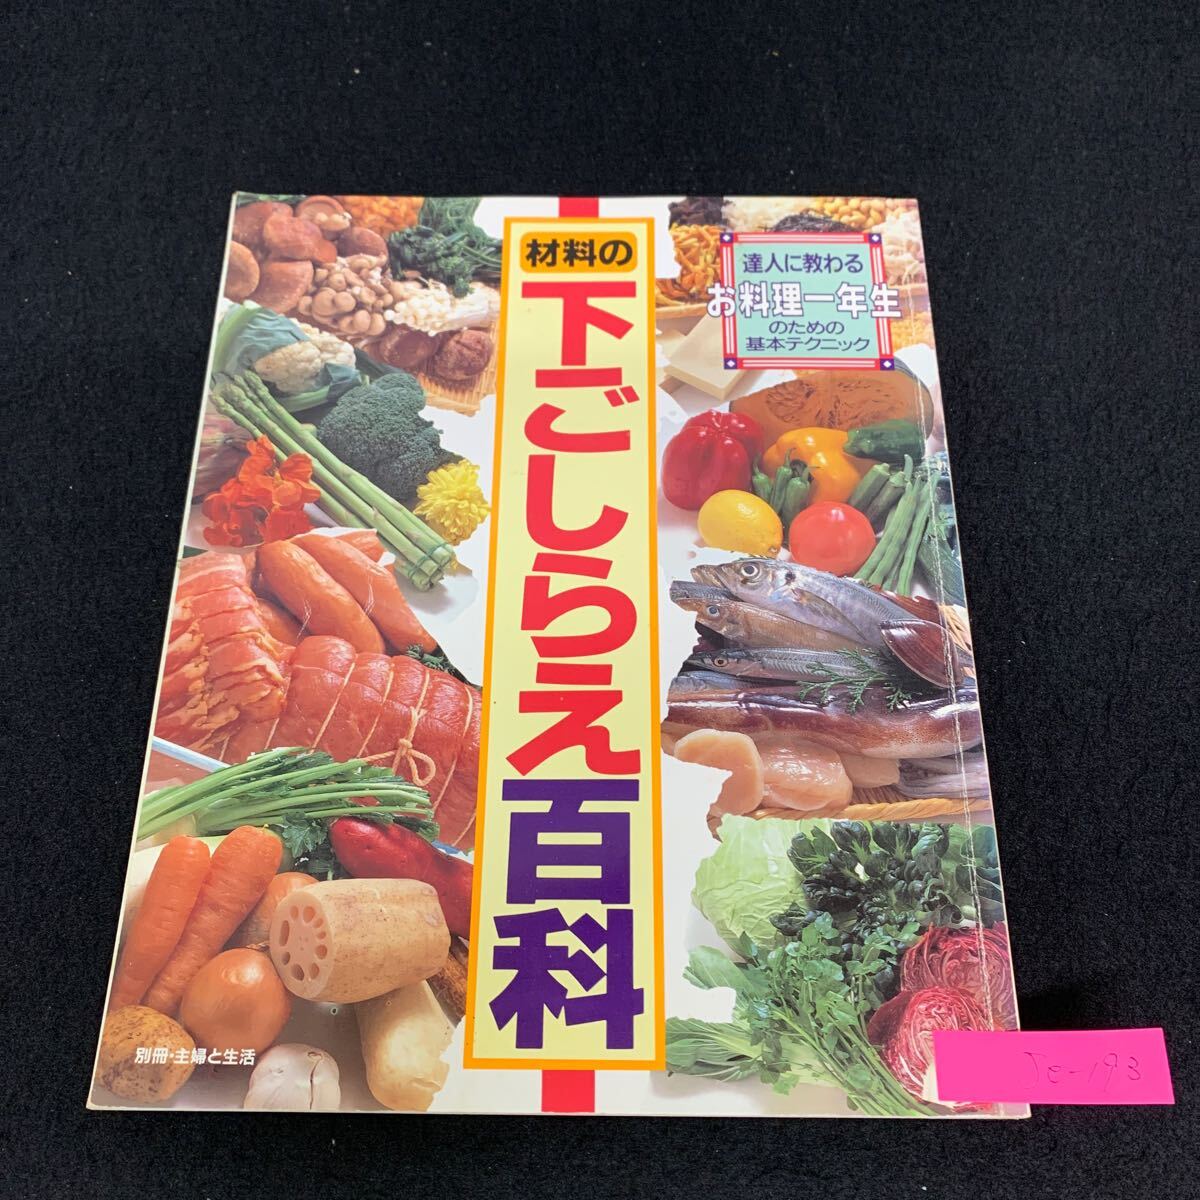 材料の
下ごしらえ百科
達人に教わる
お料理一年生
のための
基本テクニック
別冊・主婦と生活
Je-193